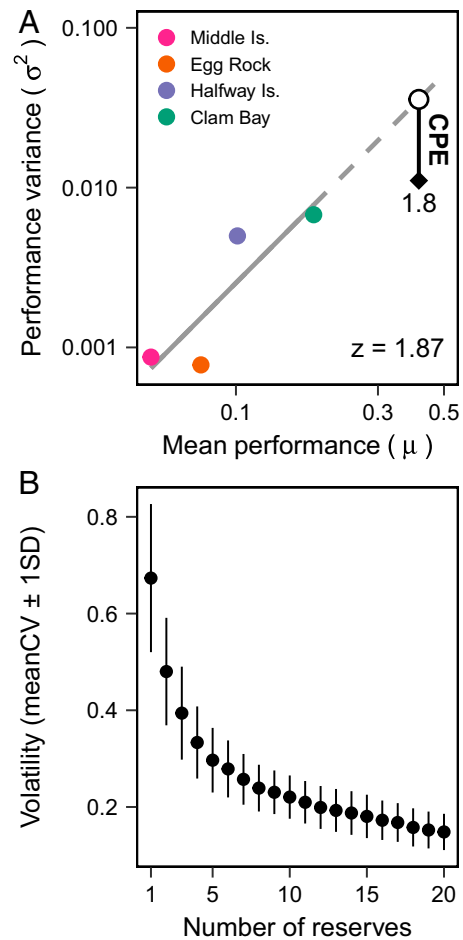 A
Performance variance ( σ² )
0.100
0.010
0.001
Middle Is.
Egg Rock
Halfway Is.
Clam Bay
CPE
1.8
z = 1.87
0.1 0.3 0.5
Mean performance ( μ )
B
Volatility (meanCV ± 1SD)
0.8
0.6
0.4
0.2
1 5 10 15 20
Number of reserves